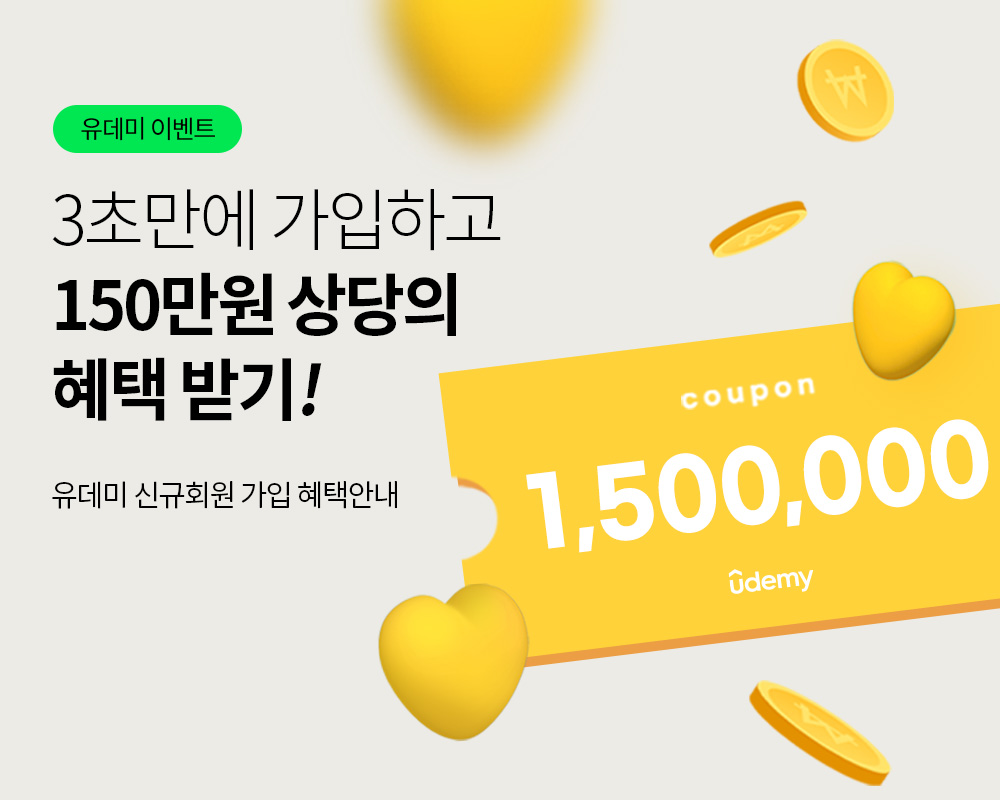 유데미 이벤트
3초만에 가입하고
150만원 상당의
혜택 받기!
유데미 신규회원 가입 혜택안내
coupon
1,500,000
ûdemy
₩
₩
₩